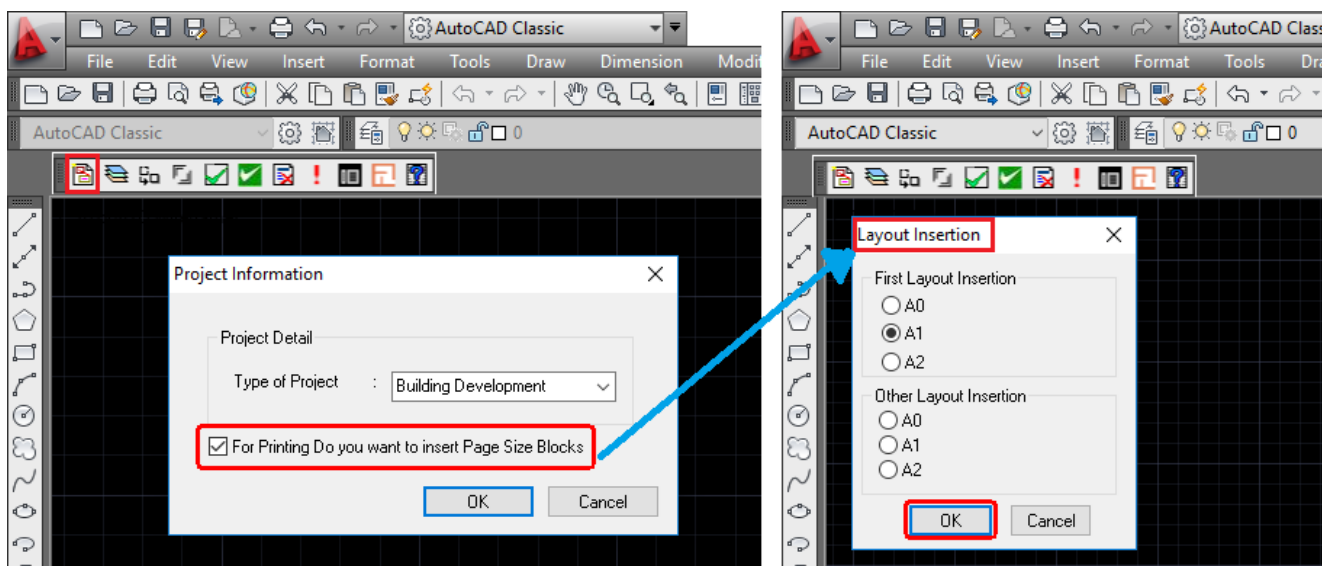 AutoCAD Classic
File Edit View Insert Format Tools Draw Dimension Modif
AutoCAD Classic
0
Project Information
Project Detail
Type of Project : Building Development
For Printing Do you want to insert Page Size Blocks
OK Cancel
AutoCAD Class
File Edit View Insert Format Tools Dra
AutoCAD Classic
0
Layout Insertion
First Layout Insertion
A0
A1
A2
Other Layout Insertion
A0
A1
A2
OK Cancel